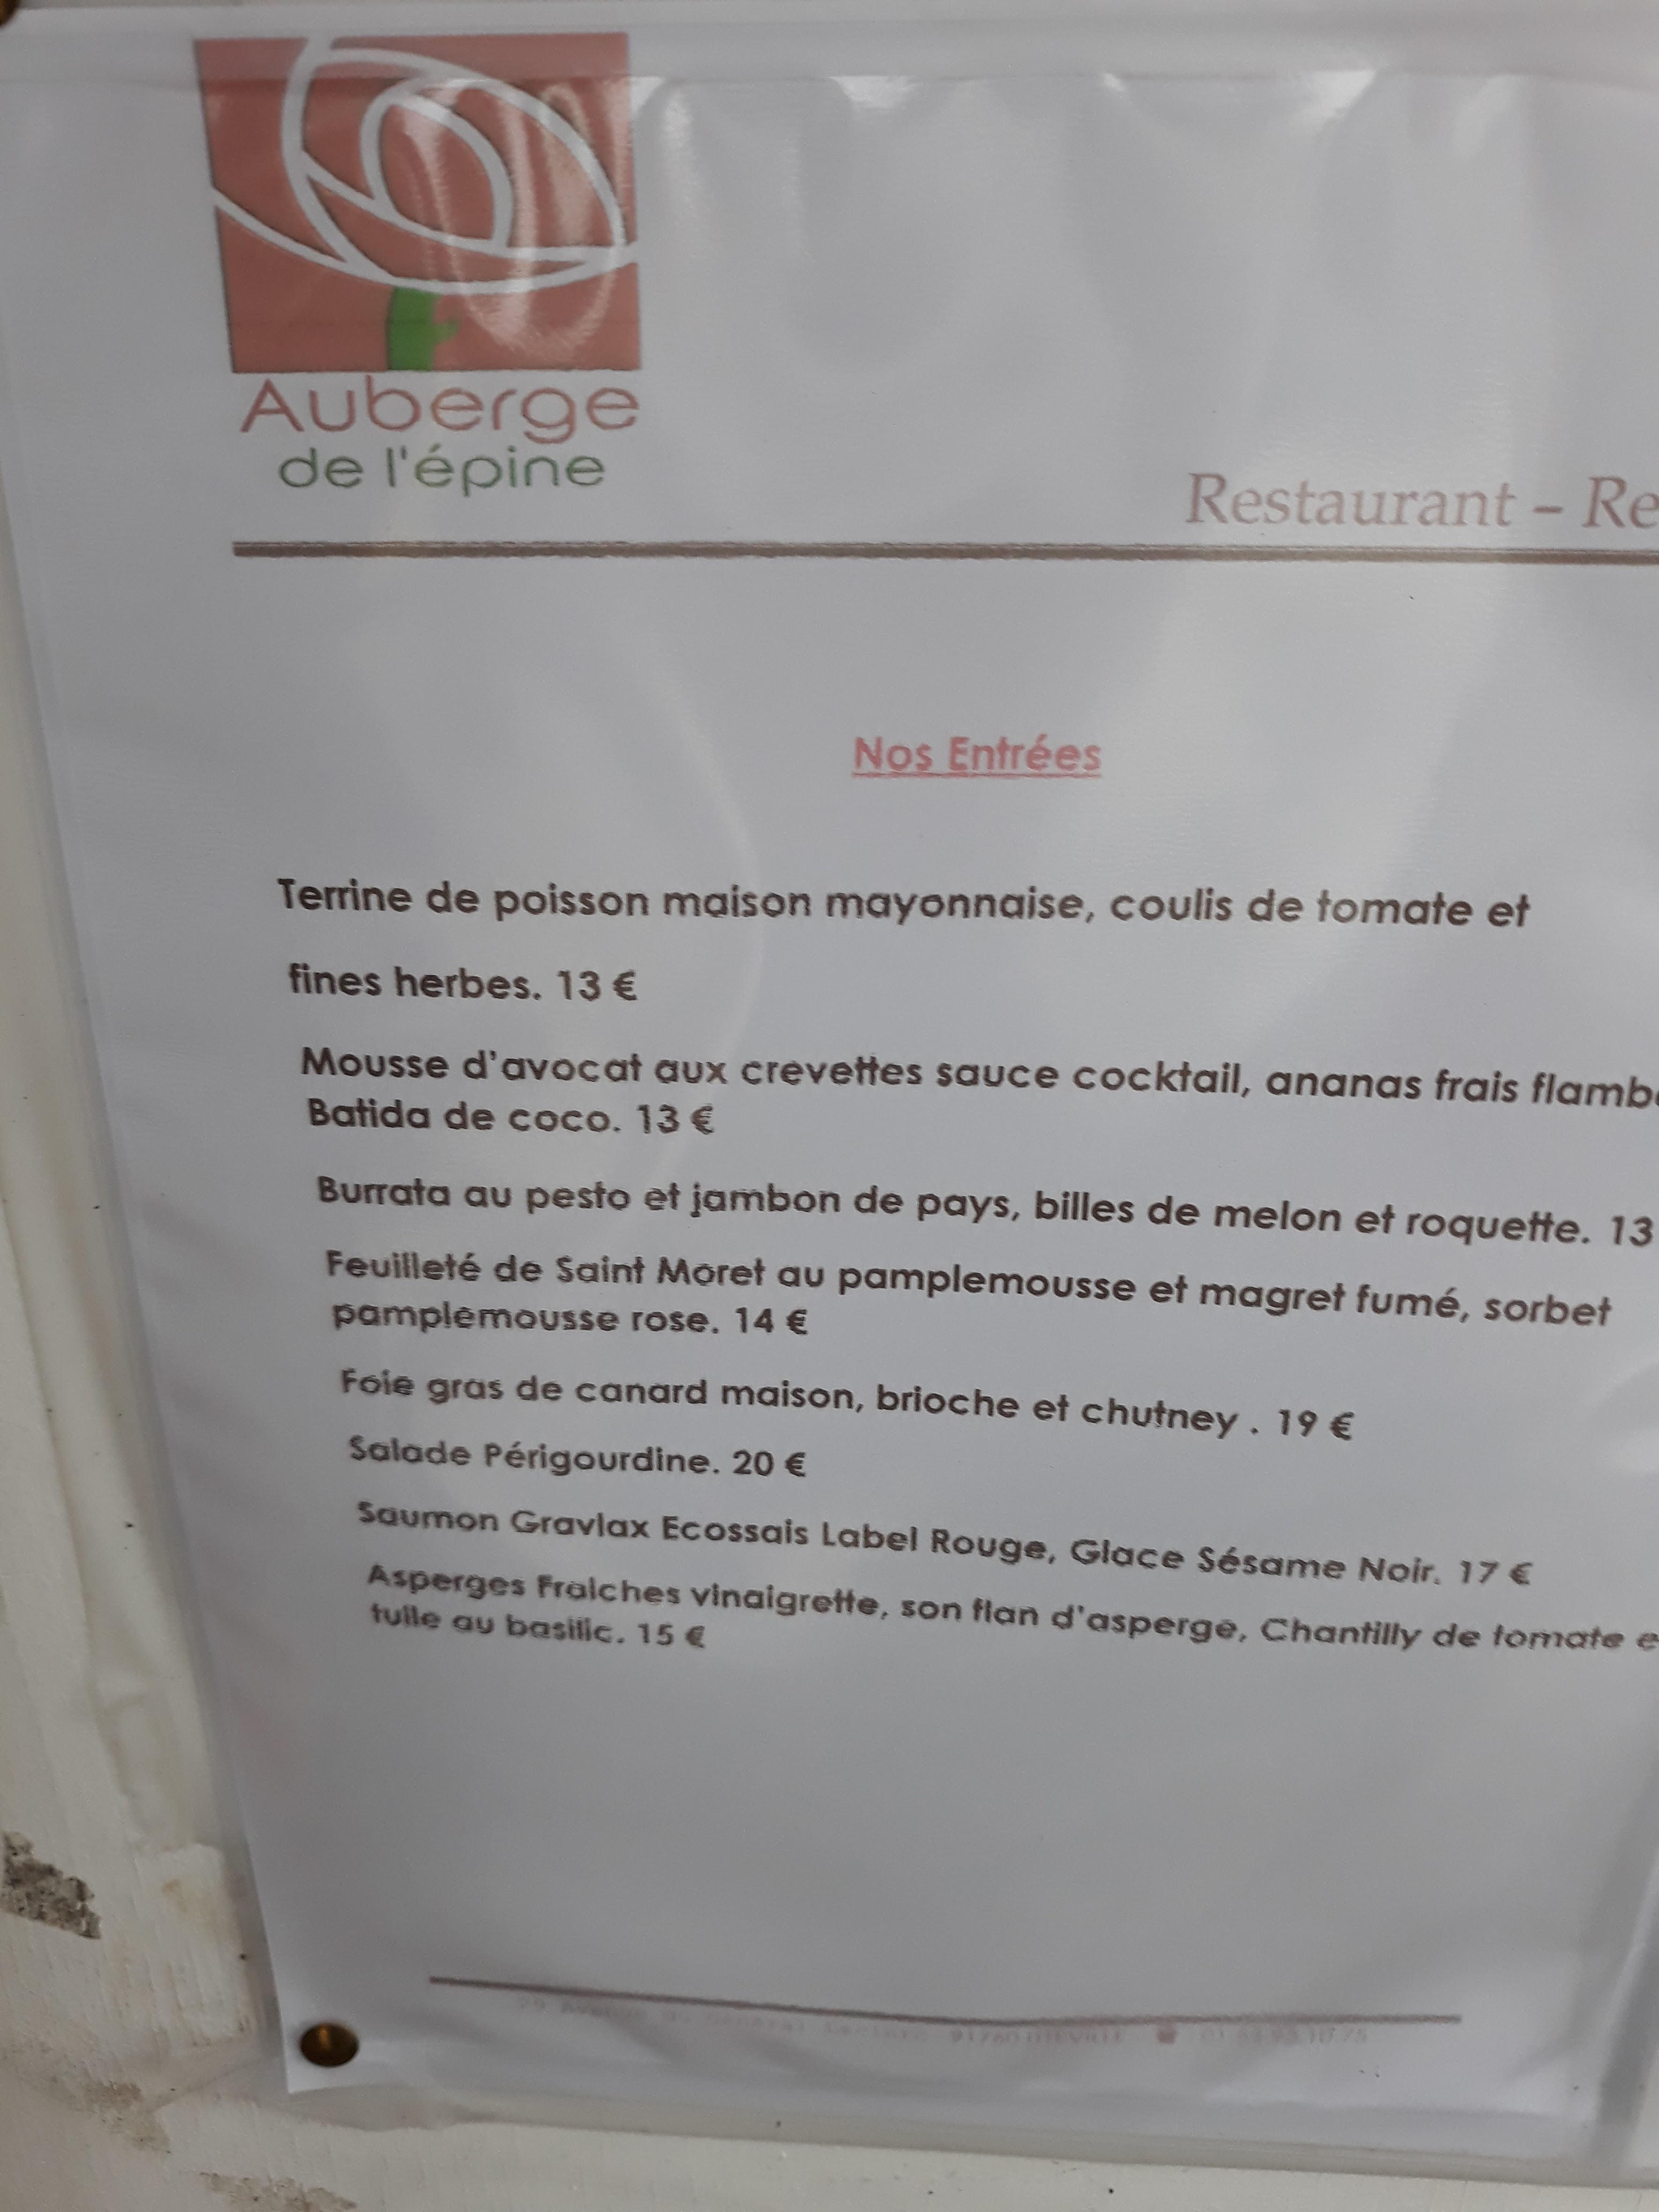 Auberge
de l'épine
Restaurant – Re
Nos Entrées
Terrine de poisson maison mayonnaise, coulis de tomate et
fines herbes. 13 €
Mousse d'avocat aux crevettes sauce cocktail, ananas frais flamb
Batida de coco. 13 €
Burrata au pesto et jambon de pays, billes de melon et roquette. 13
Feuilleté de Saint Moret au pamplemousse et magret fumé, sorbet
pamplemousse rose. 14 €
Foie gras de canard maison, brioche et chutney . 19 €
Salade Périgourdine. 20 €
Saumon Gravlax Ecossais Label Rouge, Glace Sésame Noir. 17 €
Asperges Fraîches vinaigrette, son flan d'asperge, Chantilly de tomate e
tuile au basilic. 15 €
91760